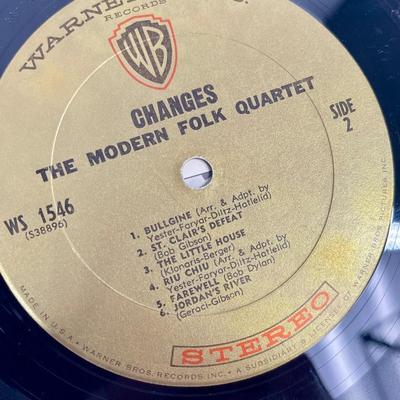 WARNER
RECORDS
WB
CHANGES
THE MODERN FOLK QUARTET
SIDE
2
WS 1546
(S38896)
1. BULLGINE (Arr. & Adpt. by
Yester-Faryar-Diltz-Hatlelid)
2. ST. CLAIR'S DEFEAT
(Bob Gibson)
3. THE LITTLE HOUSE
(Klonaris-Berger)
4. RIU CHIU (Arr. & Adpt. by
Yester-Faryar-Diltz-Hatlelid)
5. FAREWELL (Bob Dylan)
6. JORDAN'S RIVER
(Geroci-Gibson)
STEREO
MADE IN U.S.A. • WARNER BROS. RECORDS INC. • A SUBSIDIARY & LICENSEE OF WARNER BROS. PICTURES INC.